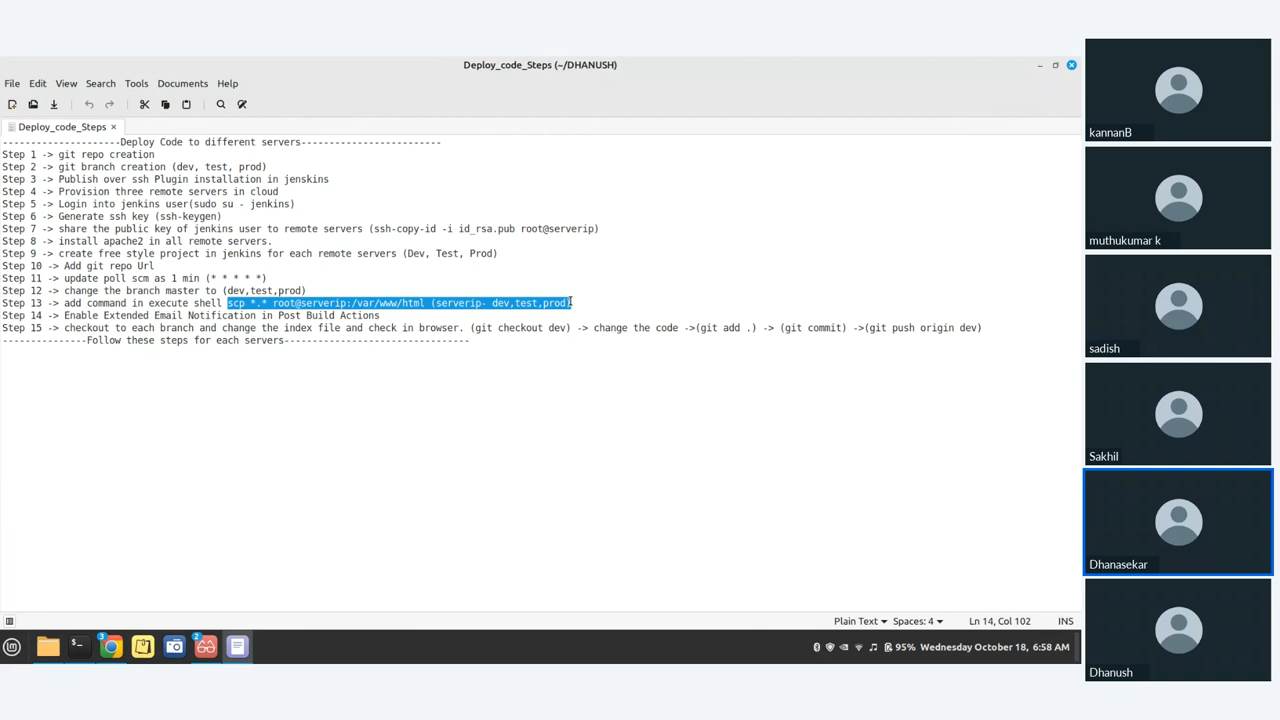 Deploy_code_Steps (~/DHANUSH)
File Edit View Search Tools Documents Help
Deploy_code_Steps ×
---------------------Deploy Code to different servers-------------------------
Step 1 -> git repo creation
Step 2 -> git branch creation (dev, test, prod)
Step 3 -> Publish over ssh Plugin installation in jenskins
Step 4 -> Provision three remote servers in cloud
Step 5 -> Login into jenkins user(sudo su - jenkins)
Step 6 -> Generate ssh key (ssh-keygen)
Step 7 -> share the public key of jenkins user to remote servers (ssh-copy-id -i id_rsa.pub root@serverip)
Step 8 -> install apache2 in all remote servers.
Step 9 -> create free style project in jenkins for each remote servers (Dev, Test, Prod)
Step 10 -> Add git repo Url
Step 11 -> update poll scm as 1 min (* * * * *)
Step 12 -> change the branch master to (dev,test,prod)
Step 13 -> add command in execute shell scp *.* root@serverip:/var/www/html (serverip- dev,test,prod)
Step 14 -> Enable Extended Email Notification in Post Build Actions
Step 15 -> checkout to each branch and change the index file and check in browser. (git checkout dev) -> change the code ->(git add .) -> (git commit) ->(git push origin dev)
---------------Follow these steps for each servers---------------------------------
Plain Text Spaces: 4 Ln 14, Col 102 INS
3 2 95% Wednesday October 18, 6:58 AM
kannanB
muthukumar k
sadish
Sakhil
Dhanasekar
Dhanush